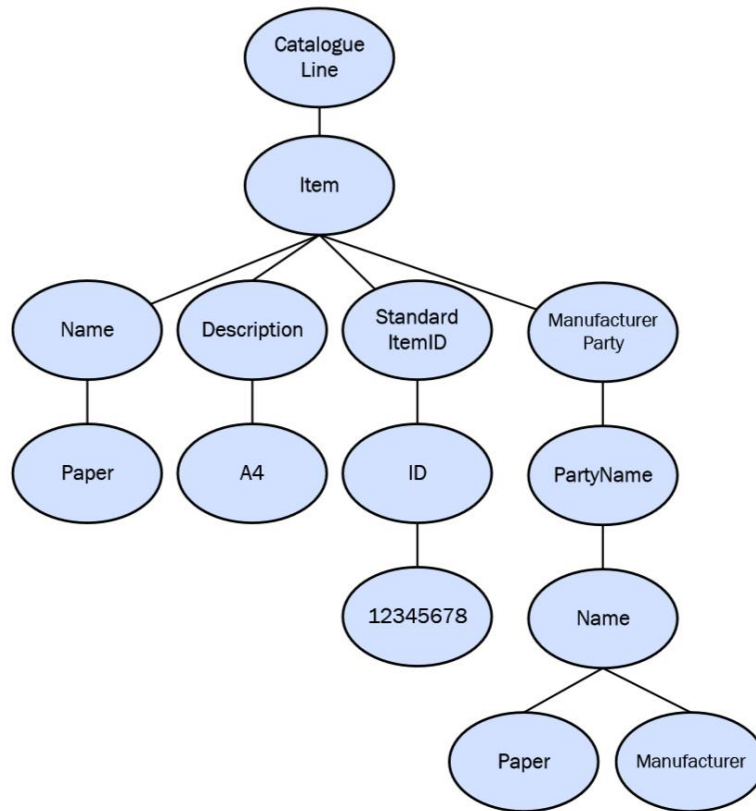 Catalogue
Line
Item
Name
Description
Standard
ItemID
Manufacturer
Party
Paper
A4
ID
PartyName
12345678
Name
Paper
Manufacturer